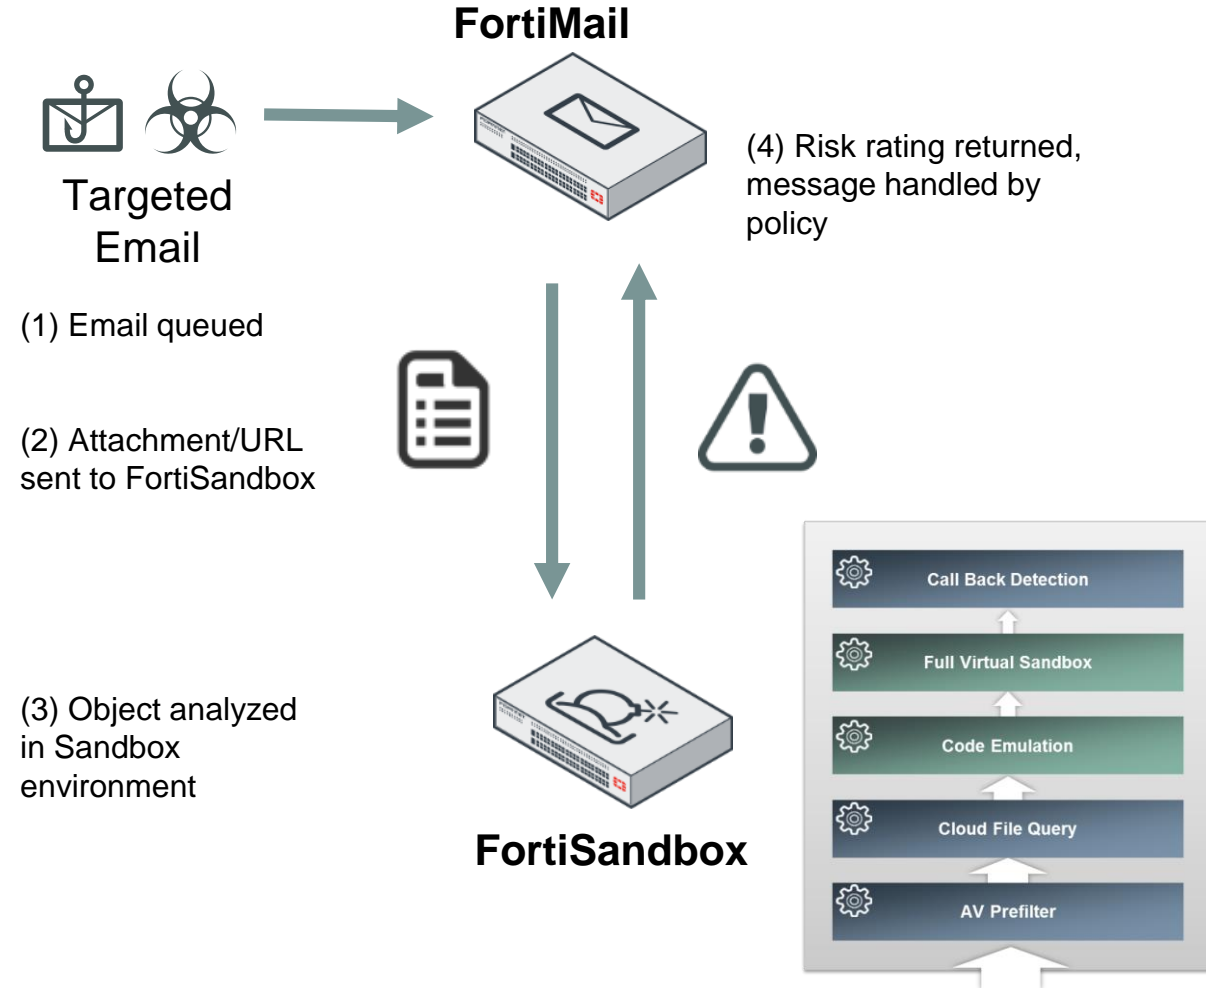 FortiMail
Targeted
Email
(4) Risk rating returned,
message handled by
policy
(1) Email queued
(2) Attachment/URL
sent to FortiSandbox
(3) Object analyzed
in Sandbox
environment
FortiSandbox
Call Back Detection
Full Virtual Sandbox
Code Emulation
Cloud File Query
AV Prefilter